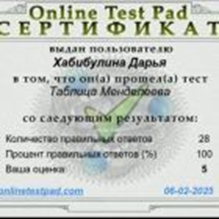 Online Test Pad
СЕРТИФИКАТ
выдан пользователю
Хабибулина Дарья
в том, что он(а) прошел(а) тест
Таблица Менделеева
со следующим результатом:
Количество правильных ответов 28
Процент правильных ответов (%) 100
Ваша оценка: 5
onlinetestpad.com 06-02-2025